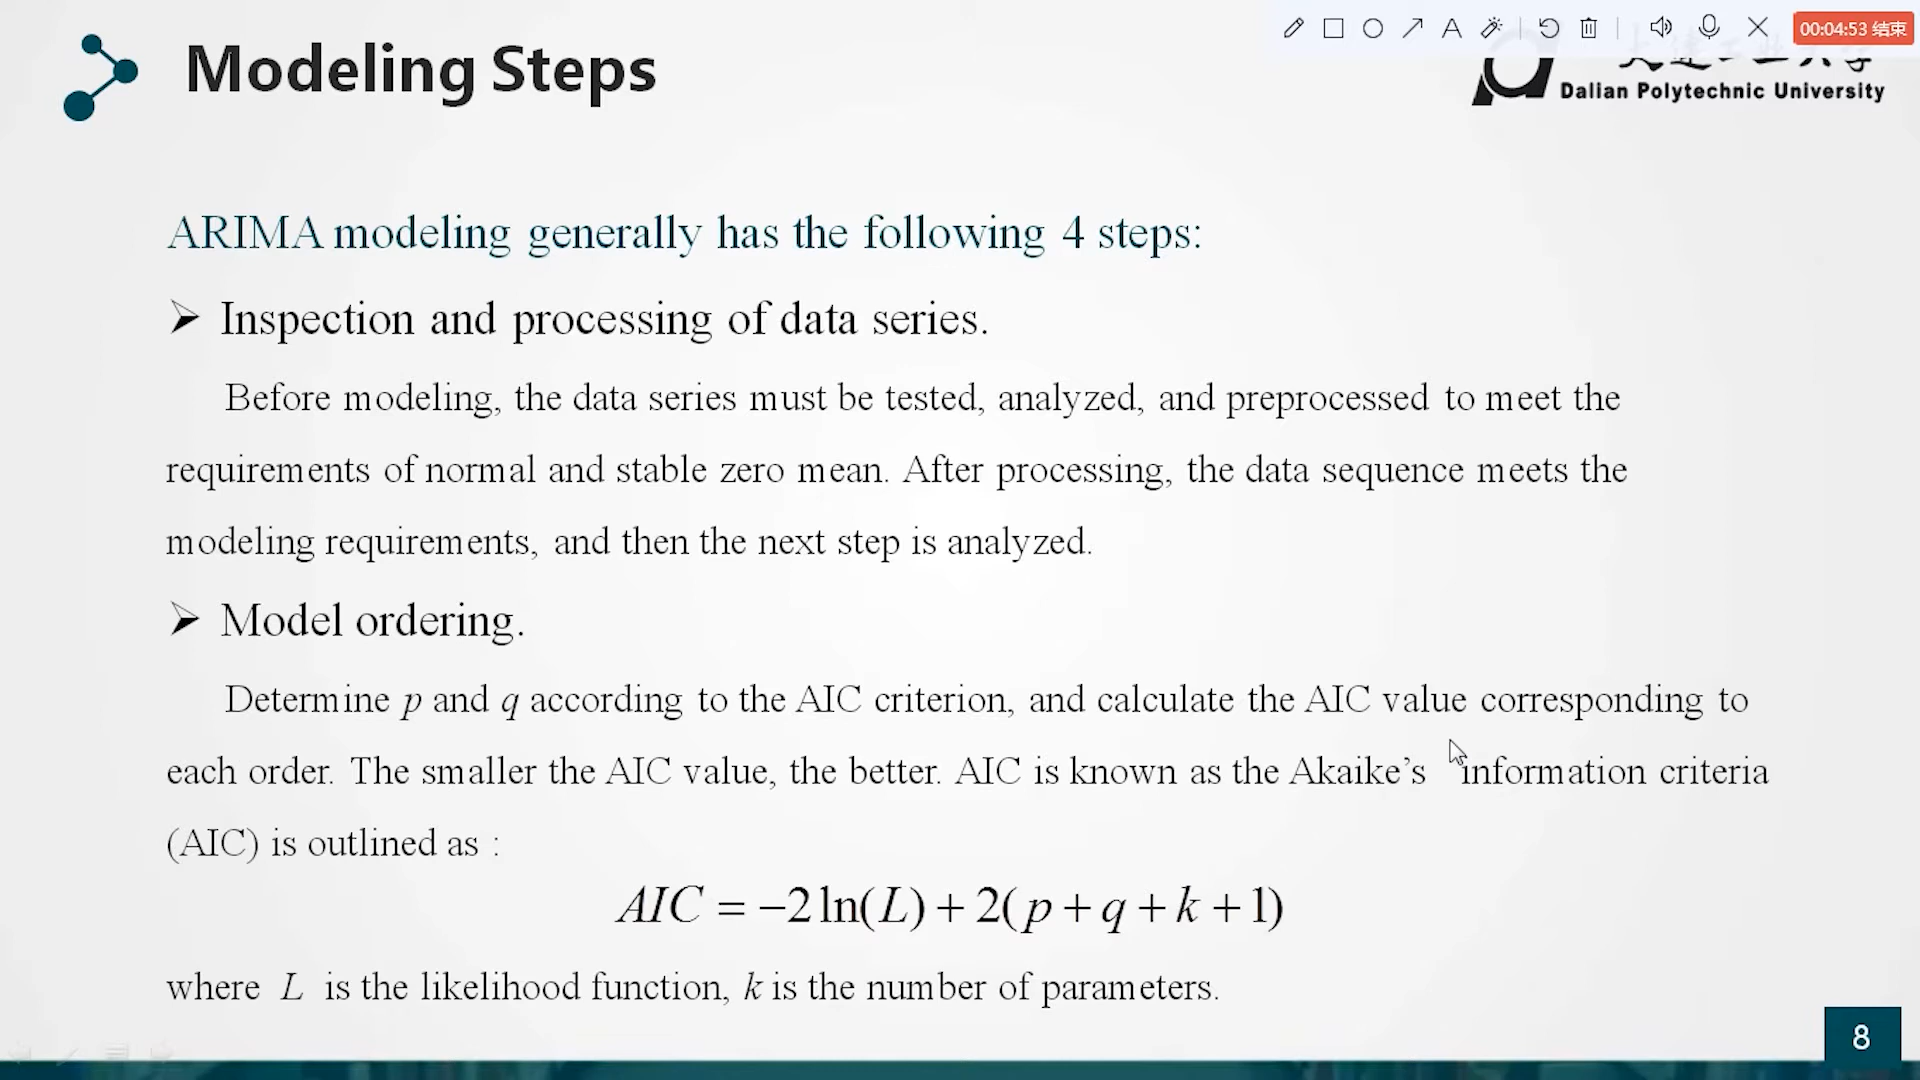 00:04:53 结束
Modeling Steps
Dalian Polytechnic University
ARIMA modeling generally has the following 4 steps:
➢ Inspection and processing of data series.
Before modeling, the data series must be tested, analyzed, and preprocessed to meet the
requirements of normal and stable zero mean. After processing, the data sequence meets the
modeling requirements, and then the next step is analyzed.
➢ Model ordering.
Determine p and q according to the AIC criterion, and calculate the AIC value corresponding to
each order. The smaller the AIC value, the better. AIC is known as the Akaike’s information criteria
(AIC) is outlined as :
AIC = −2 ln(L) + 2( p + q + k + 1)
where L is the likelihood function, k is the number of parameters.
8